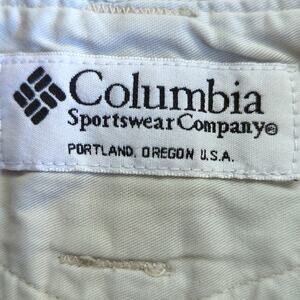 Columbia
Sportswear Company®
PORTLAND, OREGON U.S.A.